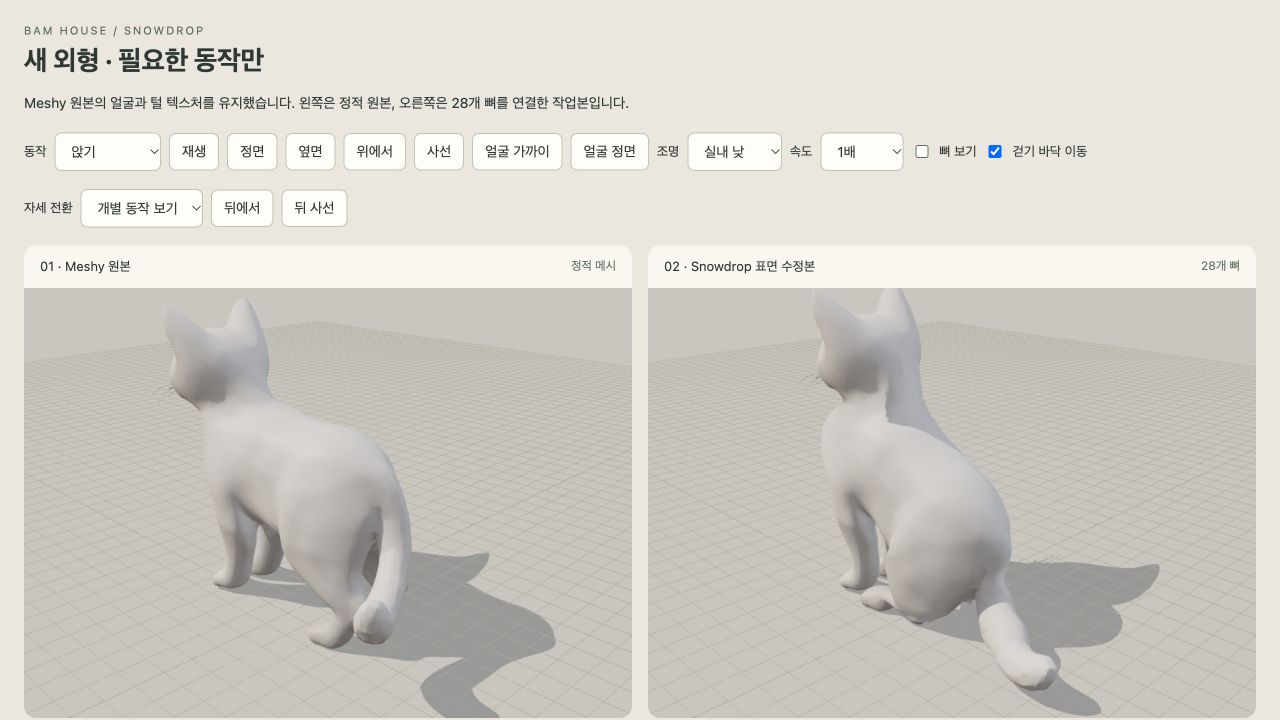 BAM HOUSE / SNOWDROP
새 외형 · 필요한 동작만
Meshy 원본의 얼굴과 털 텍스처를 유지했습니다. 왼쪽은 정적 원본, 오른쪽은 28개 뼈를 연결한 작업본입니다.
동작 앉기 재생 정면 옆면 위에서 사선 얼굴 가까이 얼굴 정면 조명 실내 낮 속도 1배 뼈 보기 걷기 바닥 이동
자세 전환 개별 동작 보기 뒤에서 뒤 사선
01 · Meshy 원본 정적 메시
02 · Snowdrop 표면 수정본 28개 뼈